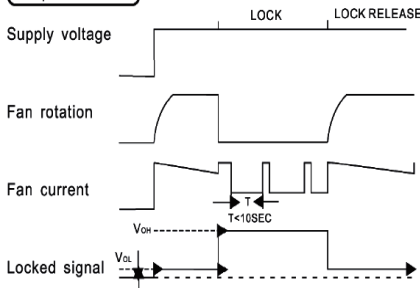 LOCK LOCK RELEASE
Supply voltage
Fan rotation
Fan current
T
T<10SEC
VOH
VOL
Locked signal